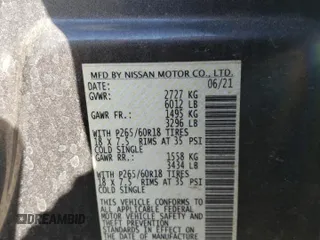 MFD BY NISSAN MOTOR CO., LTD.
DATE: 06/21
GVWR: 2727 KG
6012 LB
GAWR FR.: 1495 KG
3296 LB
WITH P265/60R18 TIRES
18 X 7.5 RIMS AT 35 PSI
COLD SINGLE
GAWR RR.: 1558 KG
3434 LB
WITH P265/60R18 TIRES
18 X 7.5 RIMS AT 35 PSI
COLD SINGLE
THIS VEHICLE CONFORMS TO ALL
APPLICABLE FEDERAL
MOTOR VEHICLE SAFETY AND THEFT
STANDARDS IN EFFECT
ON THE DATE OF MANUFACTURE